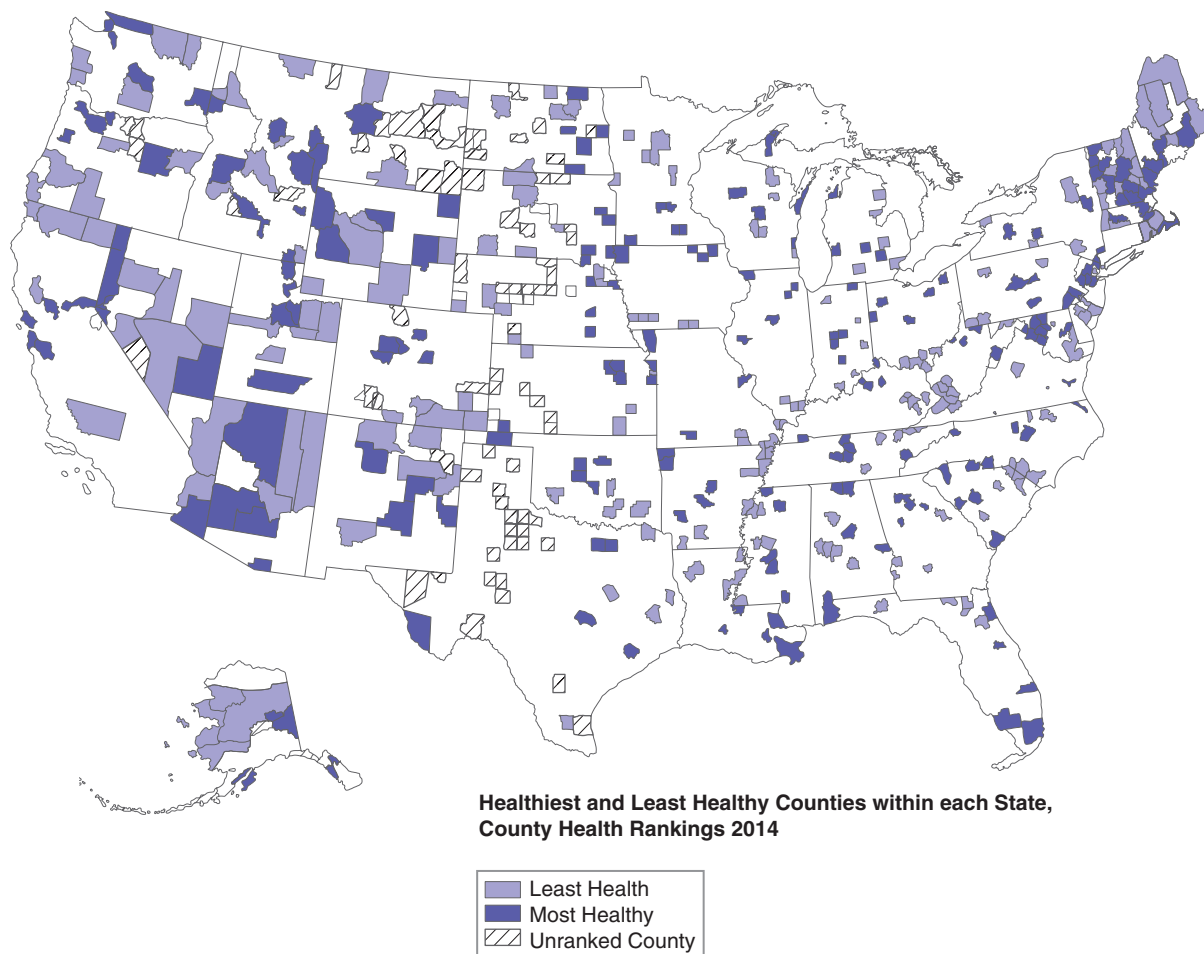 Healthiest and Least Healthy Counties within each State,
County Health Rankings 2014
Least Health
Most Healthy
Unranked County